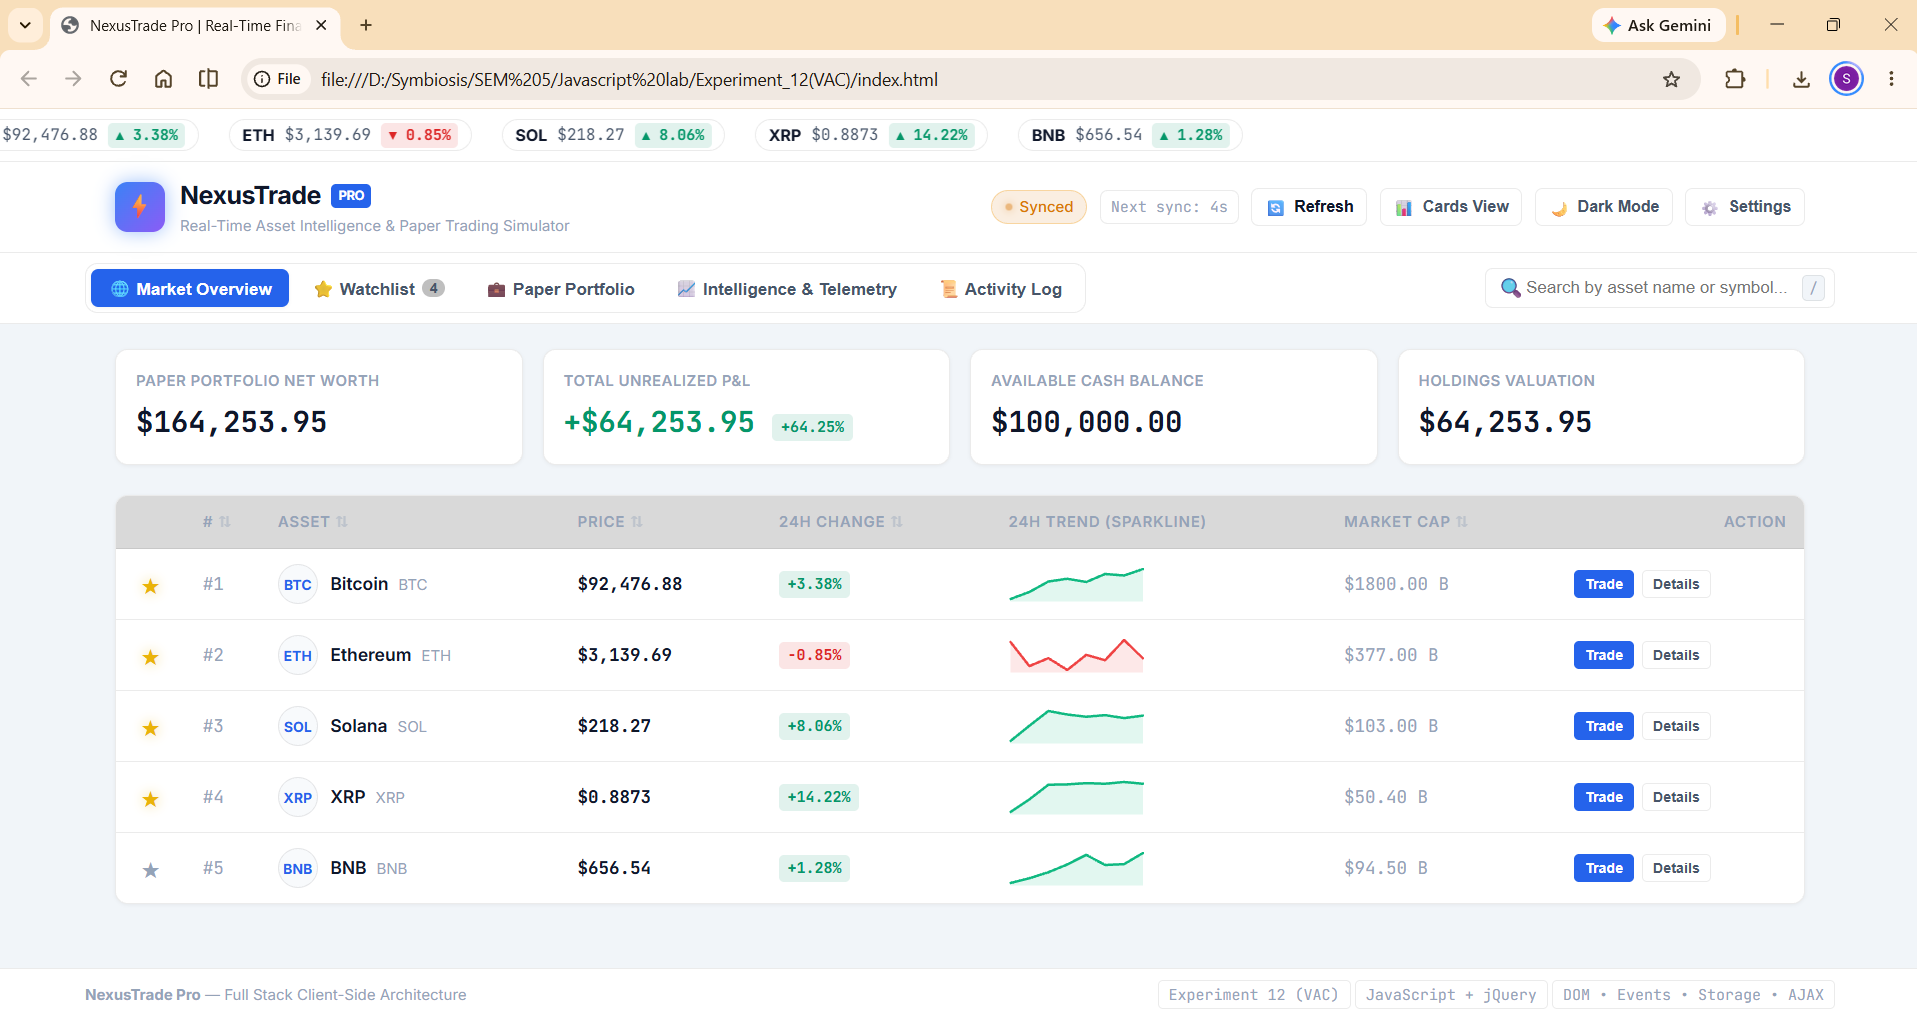 NexusTrade Pro | Real-Time Fina
Ask Gemini
File file:///D:/Symbiosis/SEM%205/Javascript%20lab/Experiment_12(VAC)/index.html
S
$92,476.88 ▲ 3.38% ETH $3,139.69 ▼ 0.85% SOL $218.27 ▲ 8.06% XRP $0.8873 ▲ 14.22% BNB $656.54 ▲ 1.28%
NexusTrade PRO
Real-Time Asset Intelligence & Paper Trading Simulator
Synced Next sync: 4s Refresh Cards View Dark Mode Settings
Market Overview Watchlist 4 Paper Portfolio Intelligence & Telemetry Activity Log Search by asset name or symbol... /
PAPER PORTFOLIO NET WORTH
$164,253.95
TOTAL UNREALIZED P&L
+$64,253.95 +64.25%
AVAILABLE CASH BALANCE
$100,000.00
HOLDINGS VALUATION
$64,253.95
# ⇅ ASSET ⇅ PRICE ⇅ 24H CHANGE ⇅ 24H TREND (SPARKLINE) MARKET CAP ⇅ ACTION
★ #1 BTC Bitcoin BTC $92,476.88 +3.38% $1800.00 B Trade Details
★ #2 ETH Ethereum ETH $3,139.69 -0.85% $377.00 B Trade Details
★ #3 SOL Solana SOL $218.27 +8.06% $103.00 B Trade Details
★ #4 XRP XRP XRP $0.8873 +14.22% $50.40 B Trade Details
★ #5 BNB BNB BNB $656.54 +1.28% $94.50 B Trade Details
NexusTrade Pro — Full Stack Client-Side Architecture
Experiment 12 (VAC) JavaScript + jQuery DOM • Events • Storage • AJAX